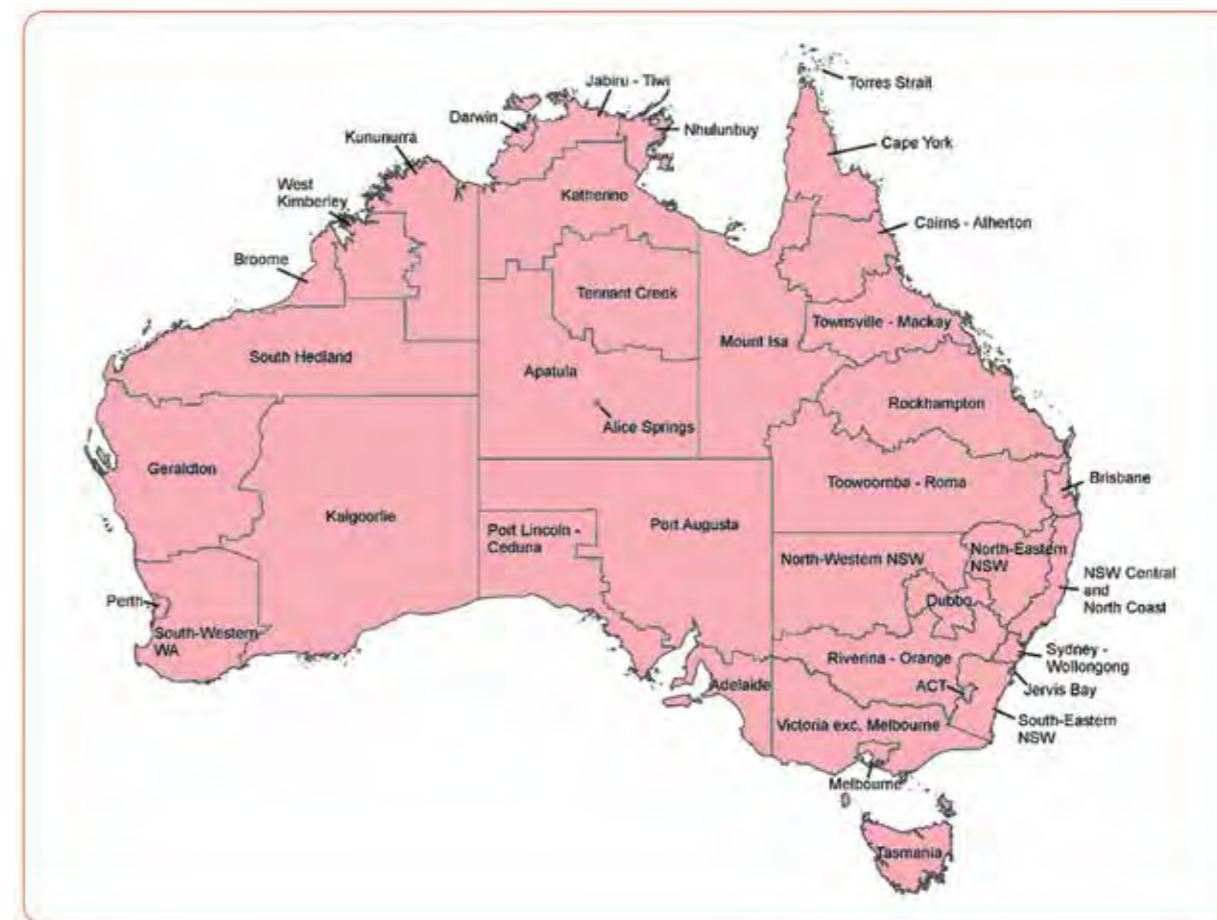 Torres Strait
Jabiru - Tiwi
Darwin
Nhulunbuy
Kununurra
Cape York
West
Kimberley
Katherine
Cairns - Atherton
Broome
Tennant Creek
Townsville - Mackay
Mount Isa
South Hedland
Apatula
Rockhampton
Alice Springs
Geraldton
Toowoomba - Roma
Brisbane
Kalgoorlie
Port Augusta
Port Lincoln -
Ceduna
North-Western NSW
North-Eastern
NSW
NSW Central
and
North Coast
Perth
Dubbo
South-Western
WA
Riverina - Orange
Sydney -
Wollongong
Adelaide
ACT
Jervis Bay
Victoria exc. Melbourne
South-Eastern
NSW
Melbourne
Tasmania